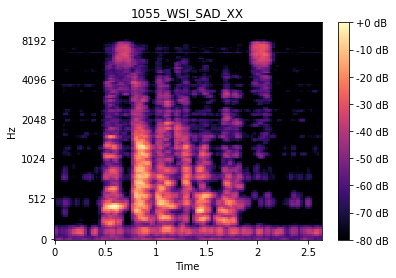 1055_WSI_SAD_XX
+0 dB
8192
-10 dB
-20 dB
4096
-30 dB
Hz
2048
-40 dB
1024
-50 dB
512
-60 dB
-70 dB
0
-80 dB
0 0.5 1 1.5 2 2.5
Time